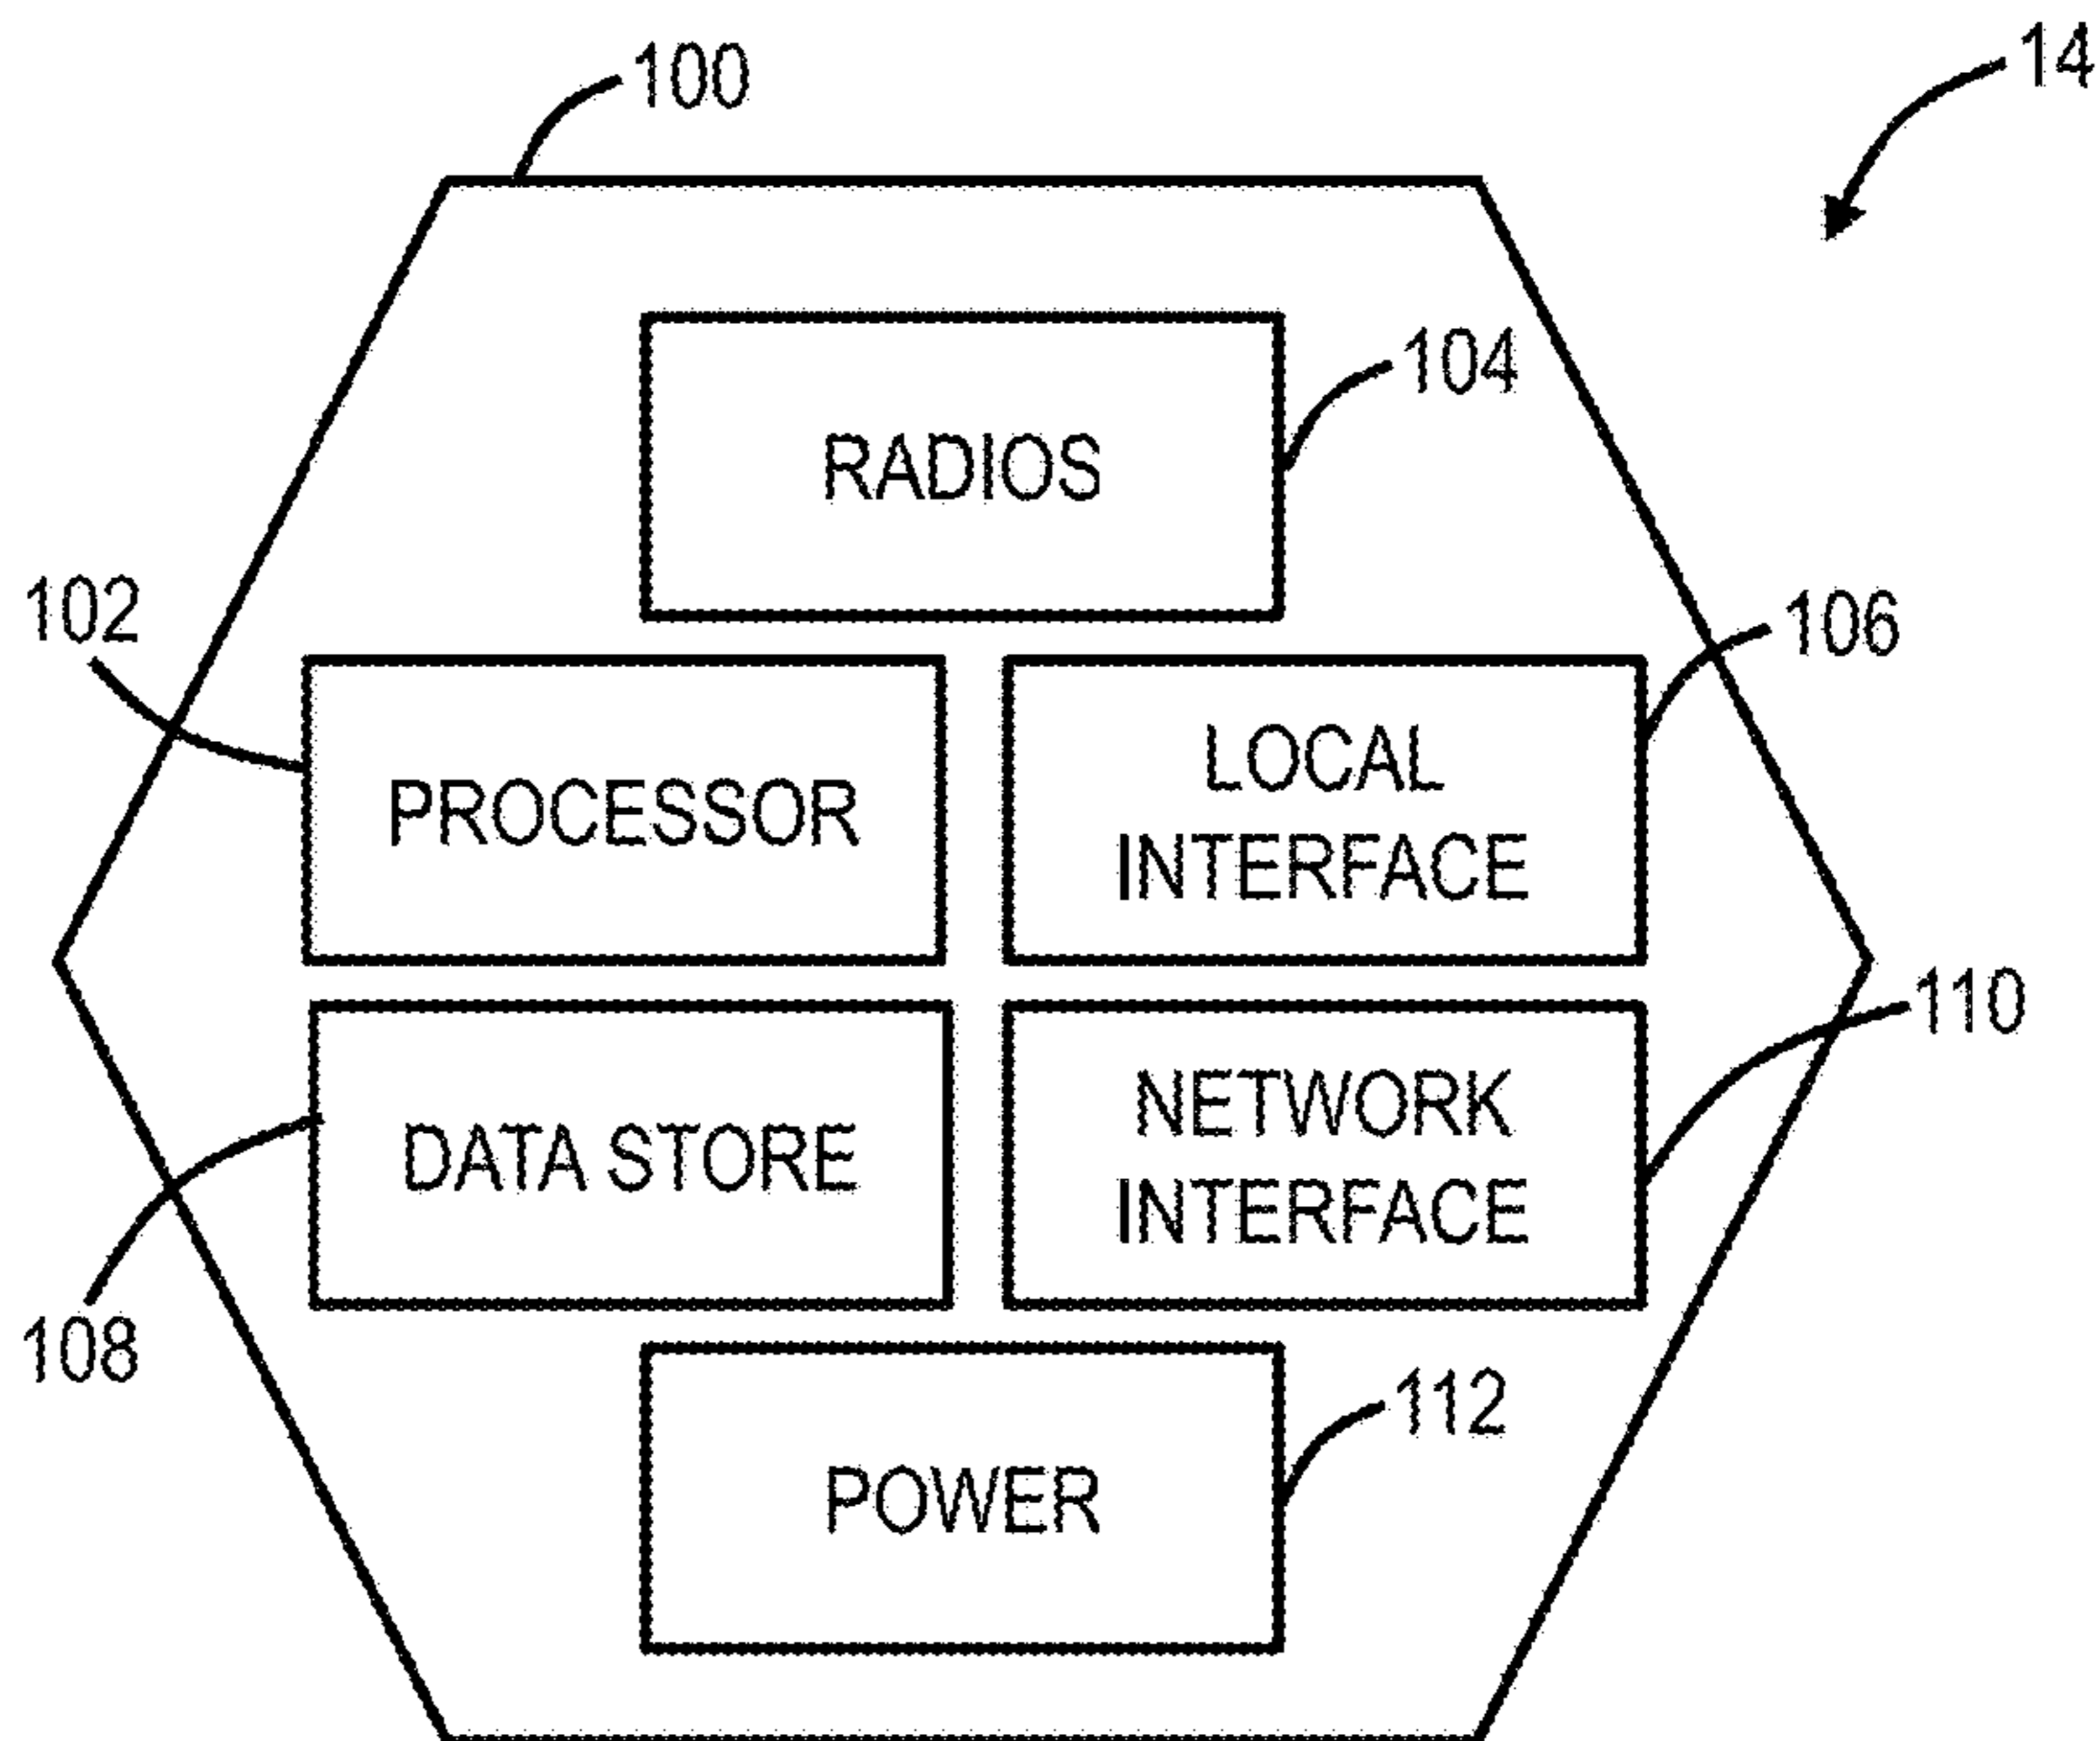 14
100
RADIOS
104
102
106
PROCESSOR
LOCAL
INTERFACE
110
DATA STORE
NETWORK
INTERFACE
108
POWER
112